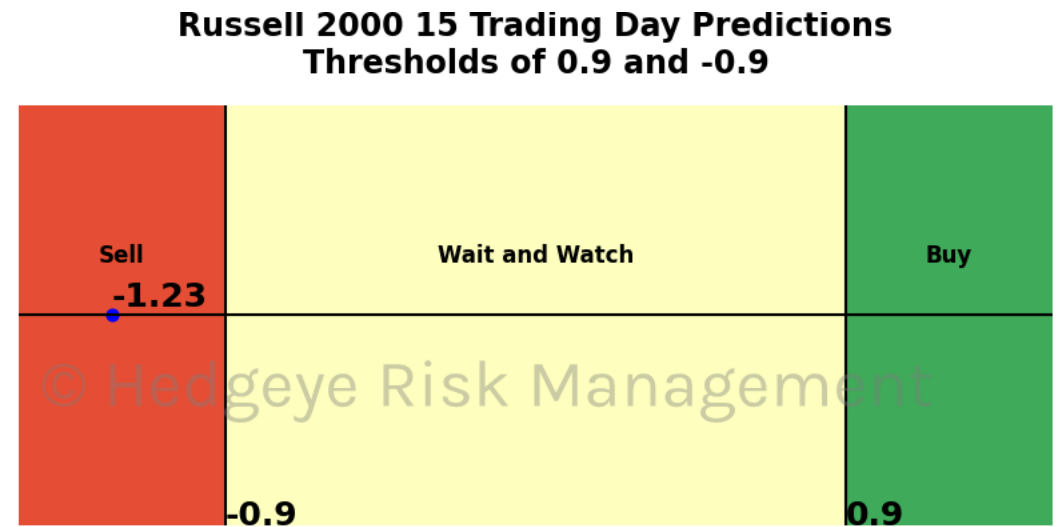 Russell 2000 15 Trading Day Predictions
Thresholds of 0.9 and -0.9
Sell
Wait and Watch
Buy
-1.23
© Hedgeye Risk Management
-0.9
0.9